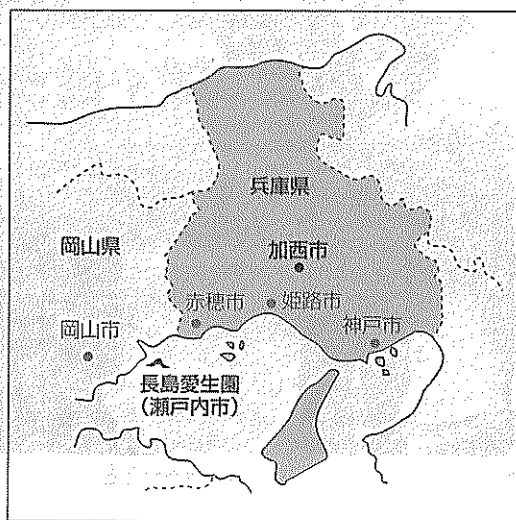 兵庫県
岡山県
加西市
赤穂市
姫路市
神戸市
岡山市
長島愛生園
(瀬戸内市)